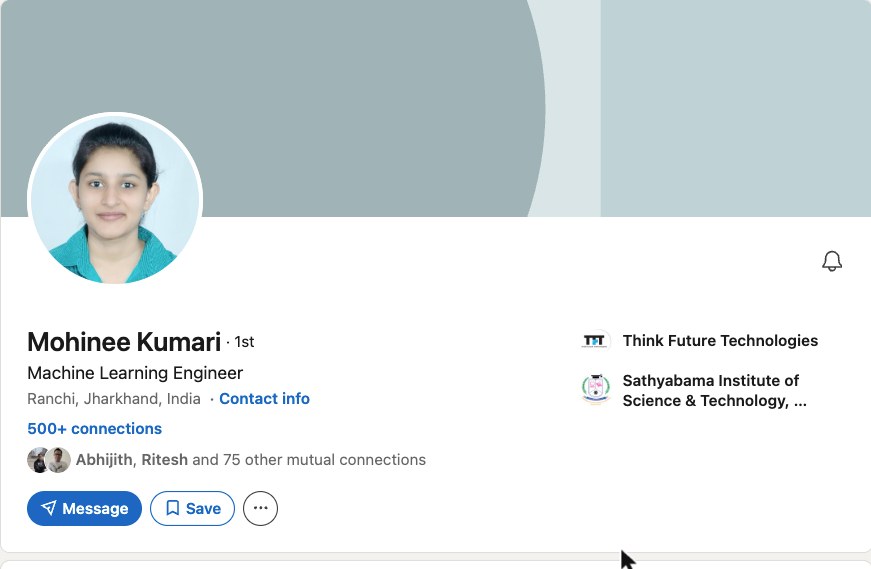 Mohinee Kumari · 1st
Machine Learning Engineer
Ranchi, Jharkhand, India · Contact info
500+ connections
Abhijith, Ritesh and 75 other mutual connections
Message
Save
TFT
Think Future Technologies
Sathyabama Institute of
Science & Technology, ...